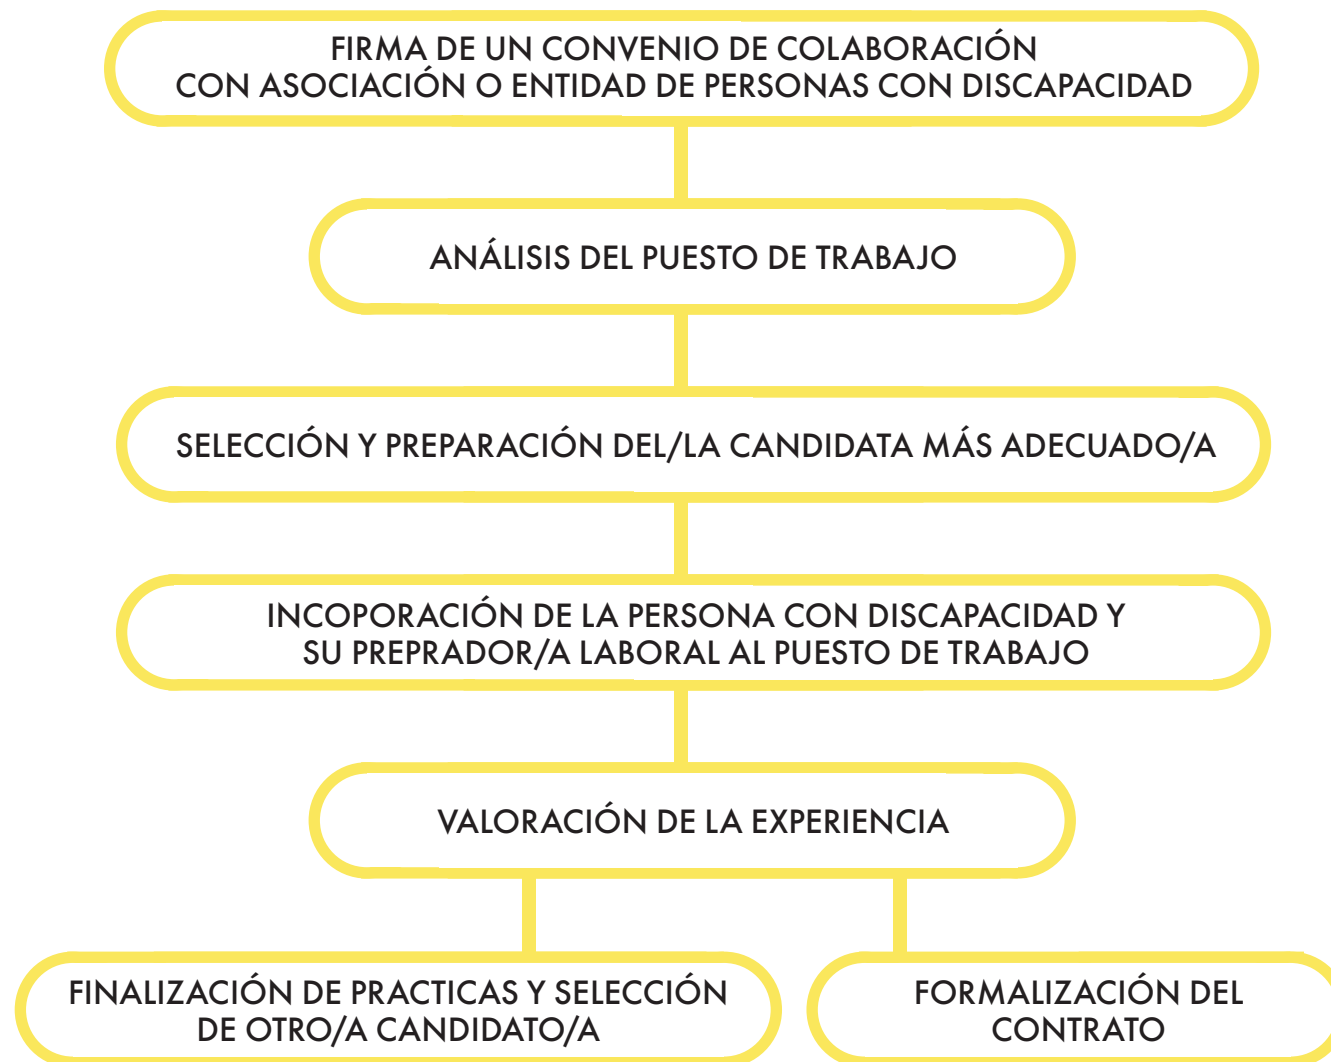 FIRMA DE UN CONVENIO DE COLABORACIÓN
CON ASOCIACIÓN O ENTIDAD DE PERSONAS CON DISCAPACIDAD
ANÁLISIS DEL PUESTO DE TRABAJO
SELECCIÓN Y PREPARACIÓN DEL/LA CANDIDATA MÁS ADECUADO/A
INCOPORACIÓN DE LA PERSONA CON DISCAPACIDAD Y
SU PREPRADOR/A LABORAL AL PUESTO DE TRABAJO
VALORACIÓN DE LA EXPERIENCIA
FINALIZACIÓN DE PRACTICAS Y SELECCIÓN
DE OTRO/A CANDIDATO/A
FORMALIZACIÓN DEL
CONTRATO